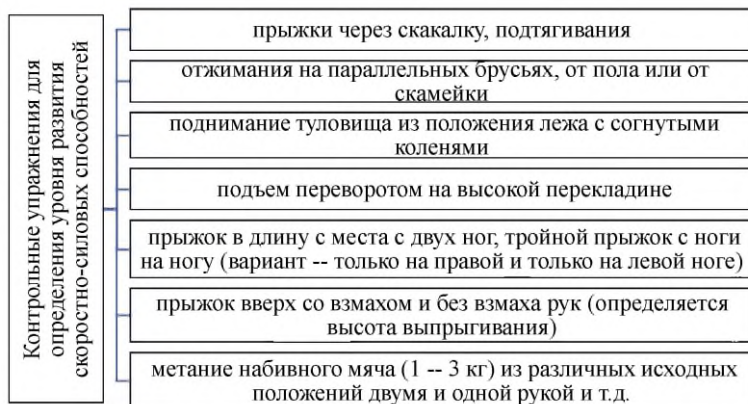 Контрольные упражнения для
определения уровня развития
скоростно-силовых способностей
прыжки через скакалку, подтягивания
отжимания на параллельных брусьях, от пола или от
скамейки
поднимание туловища из положения лежа с согнутыми
коленями
подъем переворотом на высокой перекладине
прыжок в длину с места с двух ног, тройной прыжок с ноги
на ногу (вариант -- только на правой и только на левой ноге)
прыжок вверх со взмахом и без взмаха рук (определяется
высота выпрыгивания)
метание набивного мяча (1 -- 3 кг) из различных исходных
положений двумя и одной рукой и т.д.